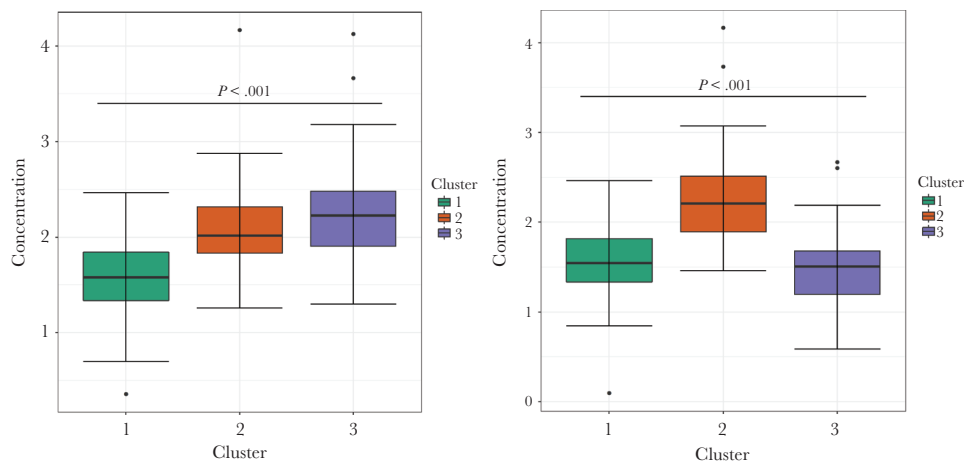 4
P < .001
3
Concentration
2
1
Cluster
1
2
3
1 2 3
Cluster
4
P < .001
3
Concentration
2
1
0
Cluster
1
2
3
1 2 3
Cluster